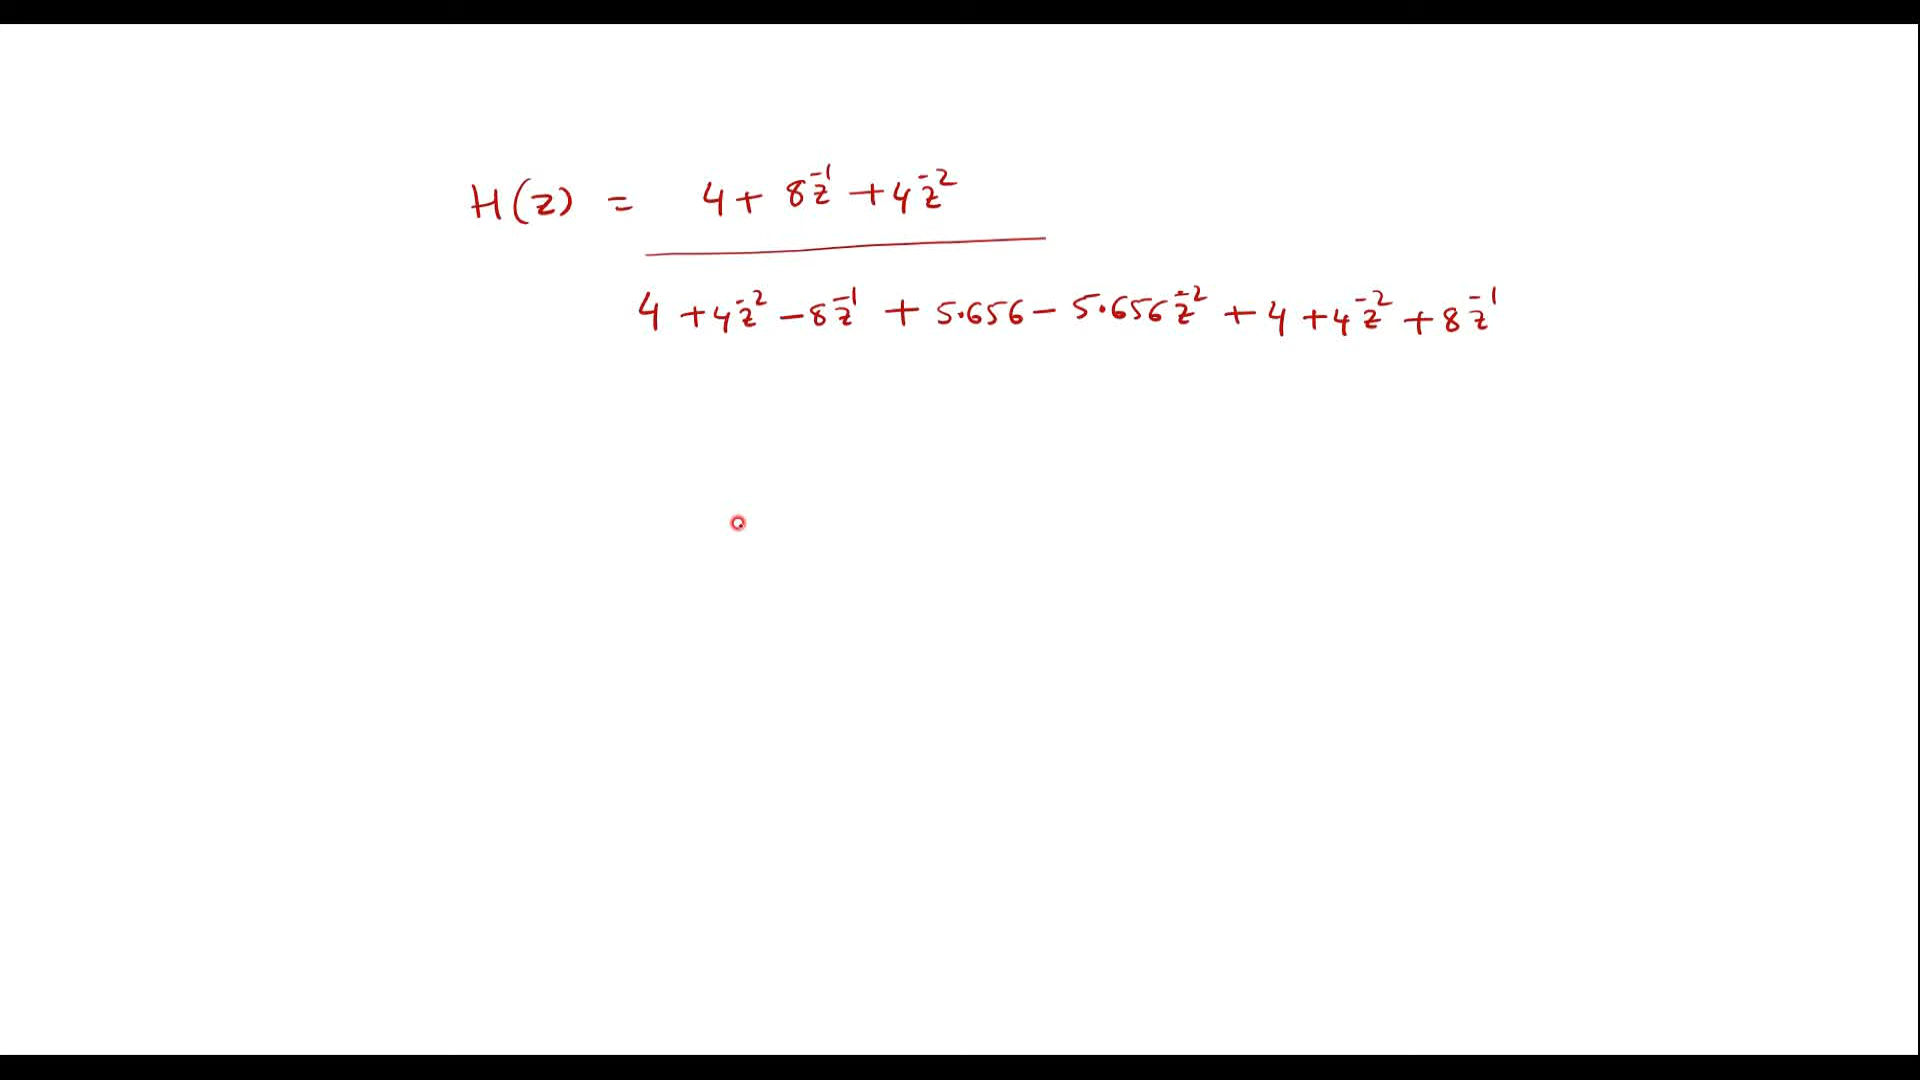 H(z) = 4 + 8z⁻¹ + 4z⁻²
4 + 4z⁻² − 8z⁻¹ + 5.656 − 5.656z⁻² + 4 + 4z⁻² + 8z⁻¹